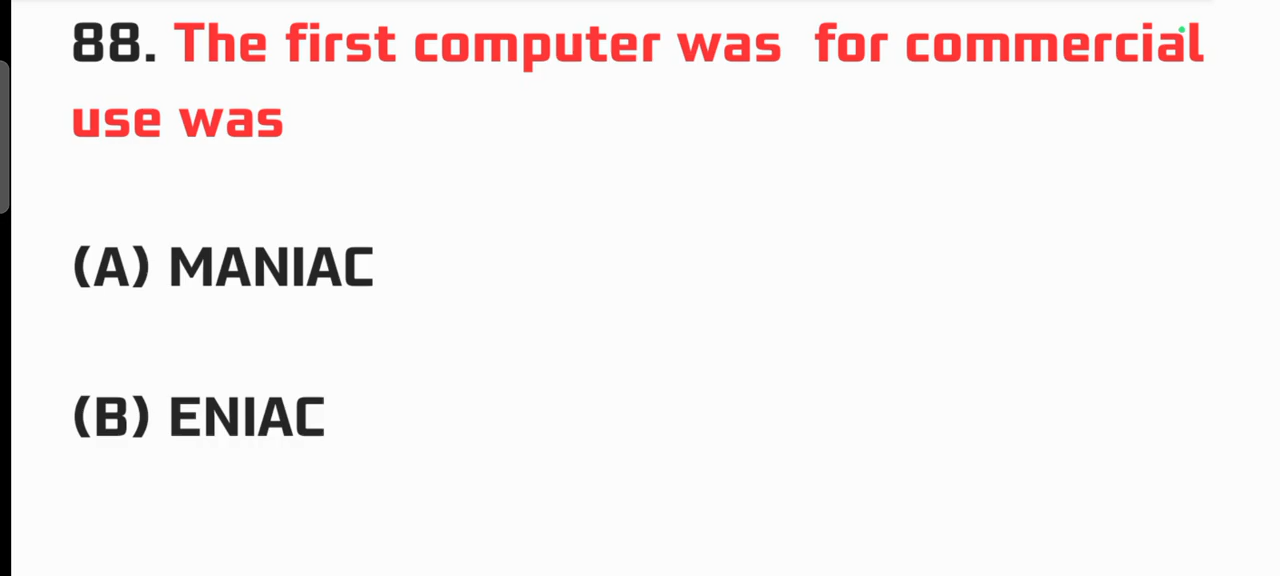 88. The first computer was for commercial
use was
(A) MANIAC
(B) ENIAC